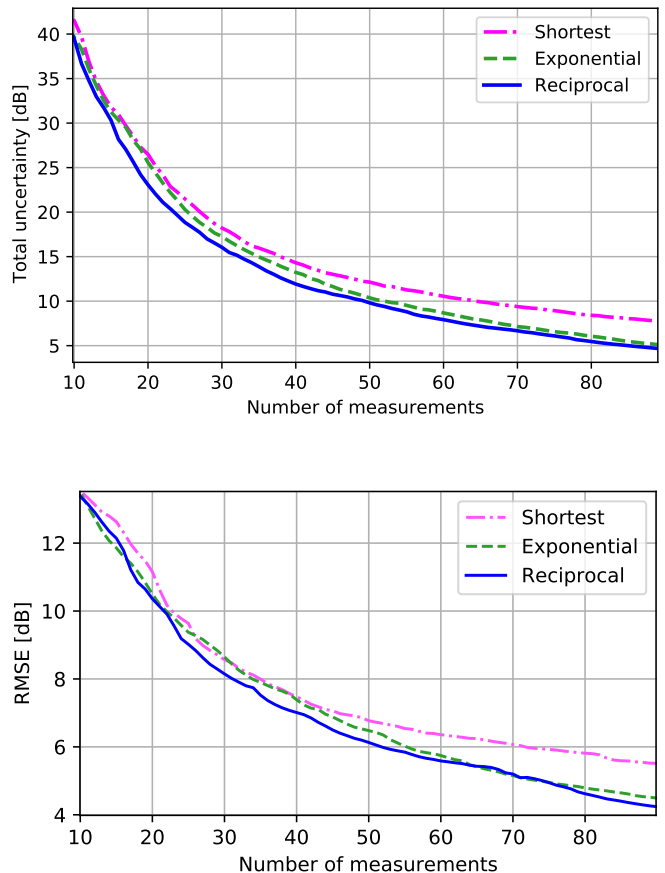 Total uncertainty [dB]
40
35
30
25
20
15
10
5
Shortest
Exponential
Reciprocal
10 20 30 40 50 60 70 80
Number of measurements
RMSE [dB]
12
10
8
6
4
Shortest
Exponential
Reciprocal
10 20 30 40 50 60 70 80
Number of measurements